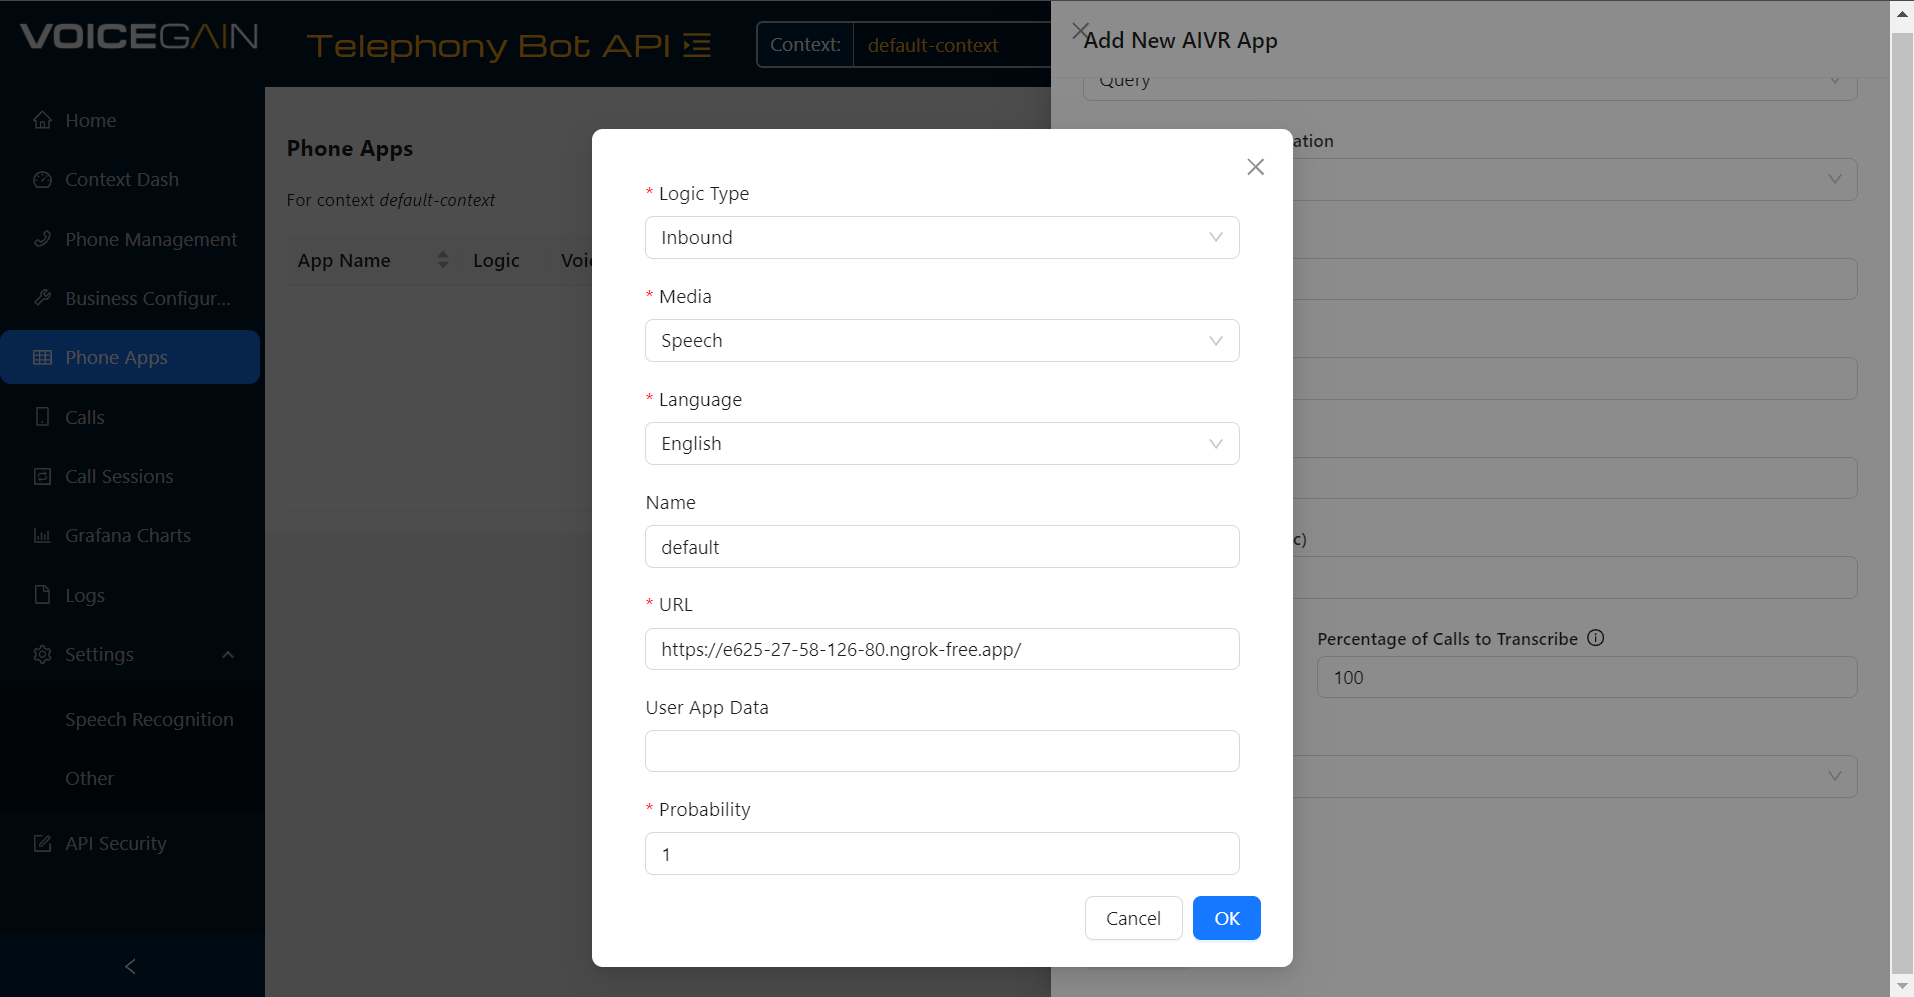 VOICEGAIN
Telephony Bot API
Context:
default-context
Home
Context Dash
Phone Management
Business Configur...
Phone Apps
Calls
Call Sessions
Grafana Charts
Logs
Settings
Speech Recognition
Other
API Security
Phone Apps
For context default-context
App Name
Logic
Voic
Add New AIVR App
Query
ation
c)
Percentage of Calls to Transcribe
100
* Logic Type
Inbound
* Media
Speech
* Language
English
Name
default
* URL
https://e625-27-58-126-80.ngrok-free.app/
User App Data
* Probability
1
Cancel
OK